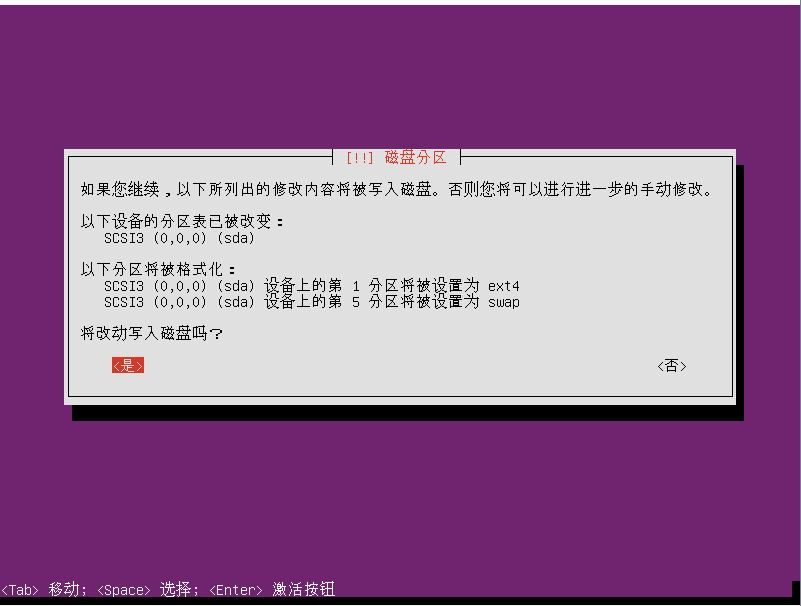 [!!] 磁盘分区
如果您继续，以下所列出的修改内容将被写入磁盘。否则您将可以进行进一步的手动修改。
以下设备的分区表已被改变：
SCSI3 (0,0,0) (sda)
以下分区将被格式化：
SCSI3 (0,0,0) (sda) 设备上的第 1 分区将被设置为 ext4
SCSI3 (0,0,0) (sda) 设备上的第 5 分区将被设置为 swap
将改动写入磁盘吗？
<是> <否>
<Tab> 移动; <Space> 选择; <Enter> 激活按钮